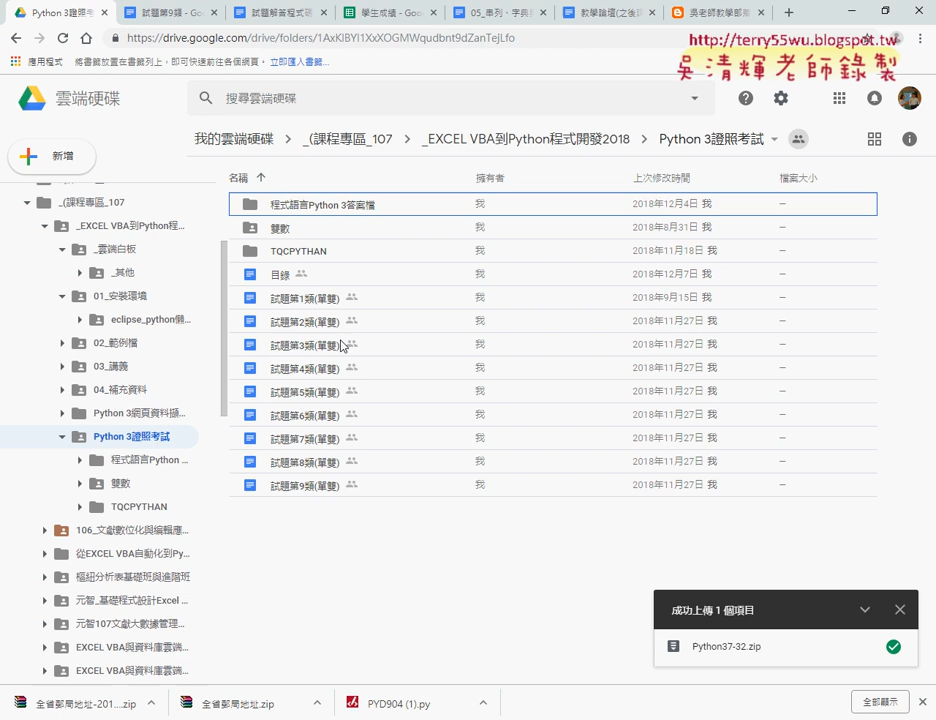 Python 3證照考
試題第9類 - Goo
試題解答程式碼
學生成績 - Goog
05_串列、字典
教學論壇(之後課
吳老師教學部落
https://drive.google.com/drive/folders/1AxKIBYI1XxXOGMWqudbnt9dZanTejLfo
http://terry55wu.blogspot.tw
吳清輝老師錄製
應用程式
將書籤放置在書籤列上，即可快速前往各個網頁。
立即匯入書籤...
雲端硬碟
搜尋雲端硬碟
新增
我的雲端硬碟 > _(課程專區_107 > _EXCEL VBA到Python程式開發2018 > Python 3證照考試
名稱 擁有者 上次修改時間 檔案大小
程式語言Python 3答案檔 我 2018年12月4日 我 –
雙數 我 2018年8月31日 我 –
TQCPYTHAN 我 2018年11月18日 我 –
目錄 我 2018年12月7日 我 –
試題第1類(單雙) 我 2018年9月15日 我 –
試題第2類(單雙) 我 2018年11月27日 我 –
試題第3類(單雙) 我 2018年11月27日 我 –
試題第4類(單雙) 我 2018年11月27日 我 –
試題第5類(單雙) 我 2018年11月27日 我 –
試題第6類(單雙) 我 2018年11月27日 我 –
試題第7類(單雙) 我 2018年11月27日 我 –
試題第8類(單雙) 我 2018年11月27日 我 –
試題第9類(單雙) 我 2018年11月27日 我 –
_(課程專區_107
_EXCEL VBA到Python程...
_雲端白板
_其他
01_安裝環境
eclipse_python懶...
02_範例檔
03_講義
04_補充資料
Python 3網頁資料擷...
Python 3證照考試
程式語言Python ...
雙數
TQCPYTHAN
106_文獻數位化與編輯應...
從EXCEL VBA自動化到Py...
樞紐分析表基礎班與進階班
元智_基礎程式設計Excel ...
元智107文獻大數據管理...
EXCEL VBA與資料庫雲端...
EXCEL VBA與資料庫雲端...
成功上傳 1 個項目
Python37-32.zip
全省郵局地址-201....zip
全省郵局地址.zip
PYD904 (1).py
全部顯示